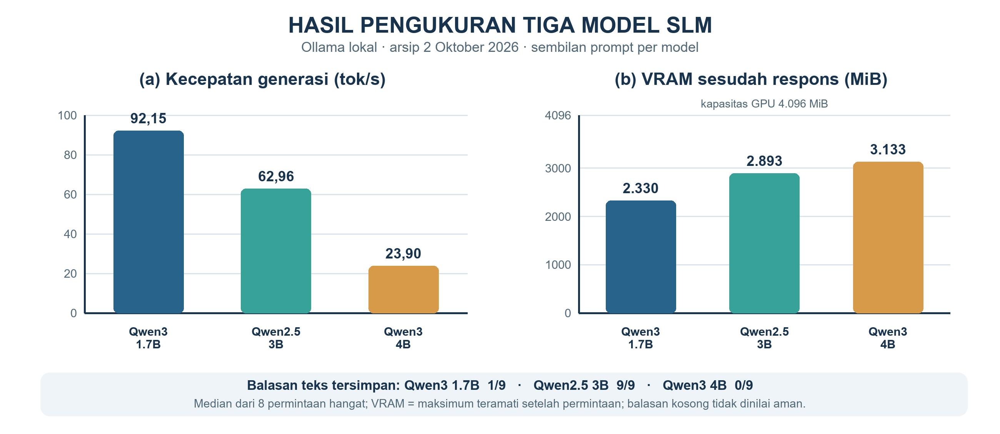 HASIL PENGUKURAN TIGA MODEL SLM
Ollama lokal · arsip 2 Oktober 2026 · sembilan prompt per model
(a) Kecepatan generasi (tok/s)
100
80
60
40
20
0
92,15
62,96
23,90
Qwen3
1.7B
Qwen2.5
3B
Qwen3
4B
(b) VRAM sesudah respons (MiB)
kapasitas GPU 4.096 MiB
4096
3000
2000
1000
0
2.330
2.893
3.133
Qwen3
1.7B
Qwen2.5
3B
Qwen3
4B
Balasan teks tersimpan: Qwen3 1.7B 1/9 · Qwen2.5 3B 9/9 · Qwen3 4B 0/9
Median dari 8 permintaan hangat; VRAM = maksimum teramati setelah permintaan; balasan kosong tidak dinilai aman.